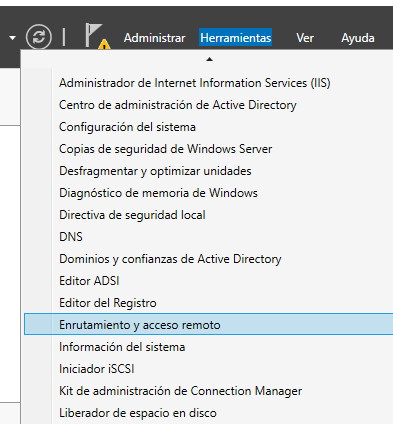 Administrar Herramientas Ver Ayuda
Administrador de Internet Information Services (IIS)
Centro de administración de Active Directory
Configuración del sistema
Copias de seguridad de Windows Server
Desfragmentar y optimizar unidades
Diagnóstico de memoria de Windows
Directiva de seguridad local
DNS
Dominios y confianzas de Active Directory
Editor ADSI
Editor del Registro
Enrutamiento y acceso remoto
Información del sistema
Iniciador iSCSI
Kit de administración de Connection Manager
Liberador de espacio en disco